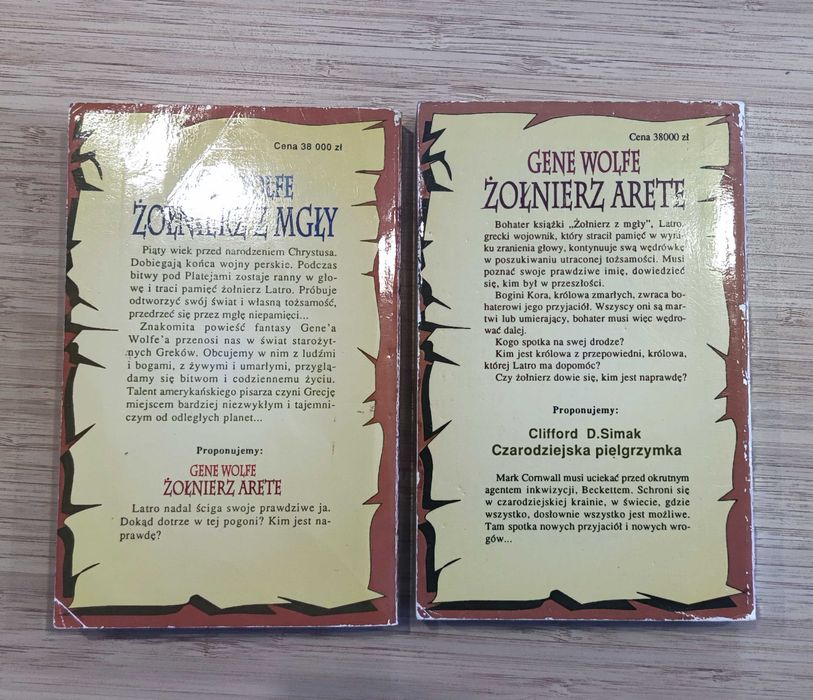 Cena 38 000 zł
WOLFE
ŻOŁNIERZ Z MGŁY
Piąty wiek przed narodzeniem Chrystusa.
Dobiegają końca wojny perskie. Podczas
bitwy pod Platejami zostaje ranny w gło-
wę i traci pamięć żołnierz Latro. Próbuje
odtworzyć swój świat i własną tożsamość,
przedrzeć się przez mgłę niepamięci...
Znakomita powieść fantasy Gene'a
Wolfe'a przenosi nas w świat staroży-
tnych Greków. Obcujemy w nim z ludźmi
i bogami, z żywymi i umarłymi, przyglą-
damy się bitwom i codziennemu życiu.
Talent amerykańskiego pisarza czyni Grecję
miejscem bardziej niezwykłym i tajemni-
czym od odległych planet...
Proponujemy:
GENE WOLFE
ŻOŁNIERZ ARETE
Latro nadal ściga swoje prawdziwe ja.
Dokąd dotrze w tej pogoni? Kim jest na-
prawdę?
Cena 38000 zł
GENE WOLFE
ŻOŁNIERZ ARETE
Bohater książki „Żołnierz z mgły”, Latro,
grecki wojownik, który stracił pamięć w wyni-
ku zranienia głowy, kontynuuje swą wędrówkę
w poszukiwaniu utraconej tożsamości. Musi
poznać swoje prawdziwe imię, dowiedzieć
się, kim był w przeszłości.
Bogini Kora, królowa zmarłych, zwraca bo-
haterowi jego przyjaciół. Wszyscy oni są mar-
twi lub umierający, bohater musi więc wędro-
wać dalej.
Kogo spotka na swej drodze?
Kim jest królowa z przepowiedni, królowa,
której Latro ma dopomóc?
Czy żołnierz dowie się, kim jest naprawdę?
Proponujemy:
Clifford D.Simak
Czarodziejska pielgrzymka
Mark Cornwall musi uciekać przed okrutnym
agentem inkwizycji, Beckettem. Schroni się
w czarodziejskiej krainie, w świecie, gdzie
wszystko, dosłownie wszystko jest możliwe.
Tam spotka nowych przyjaciół i nowych wro-
gów...